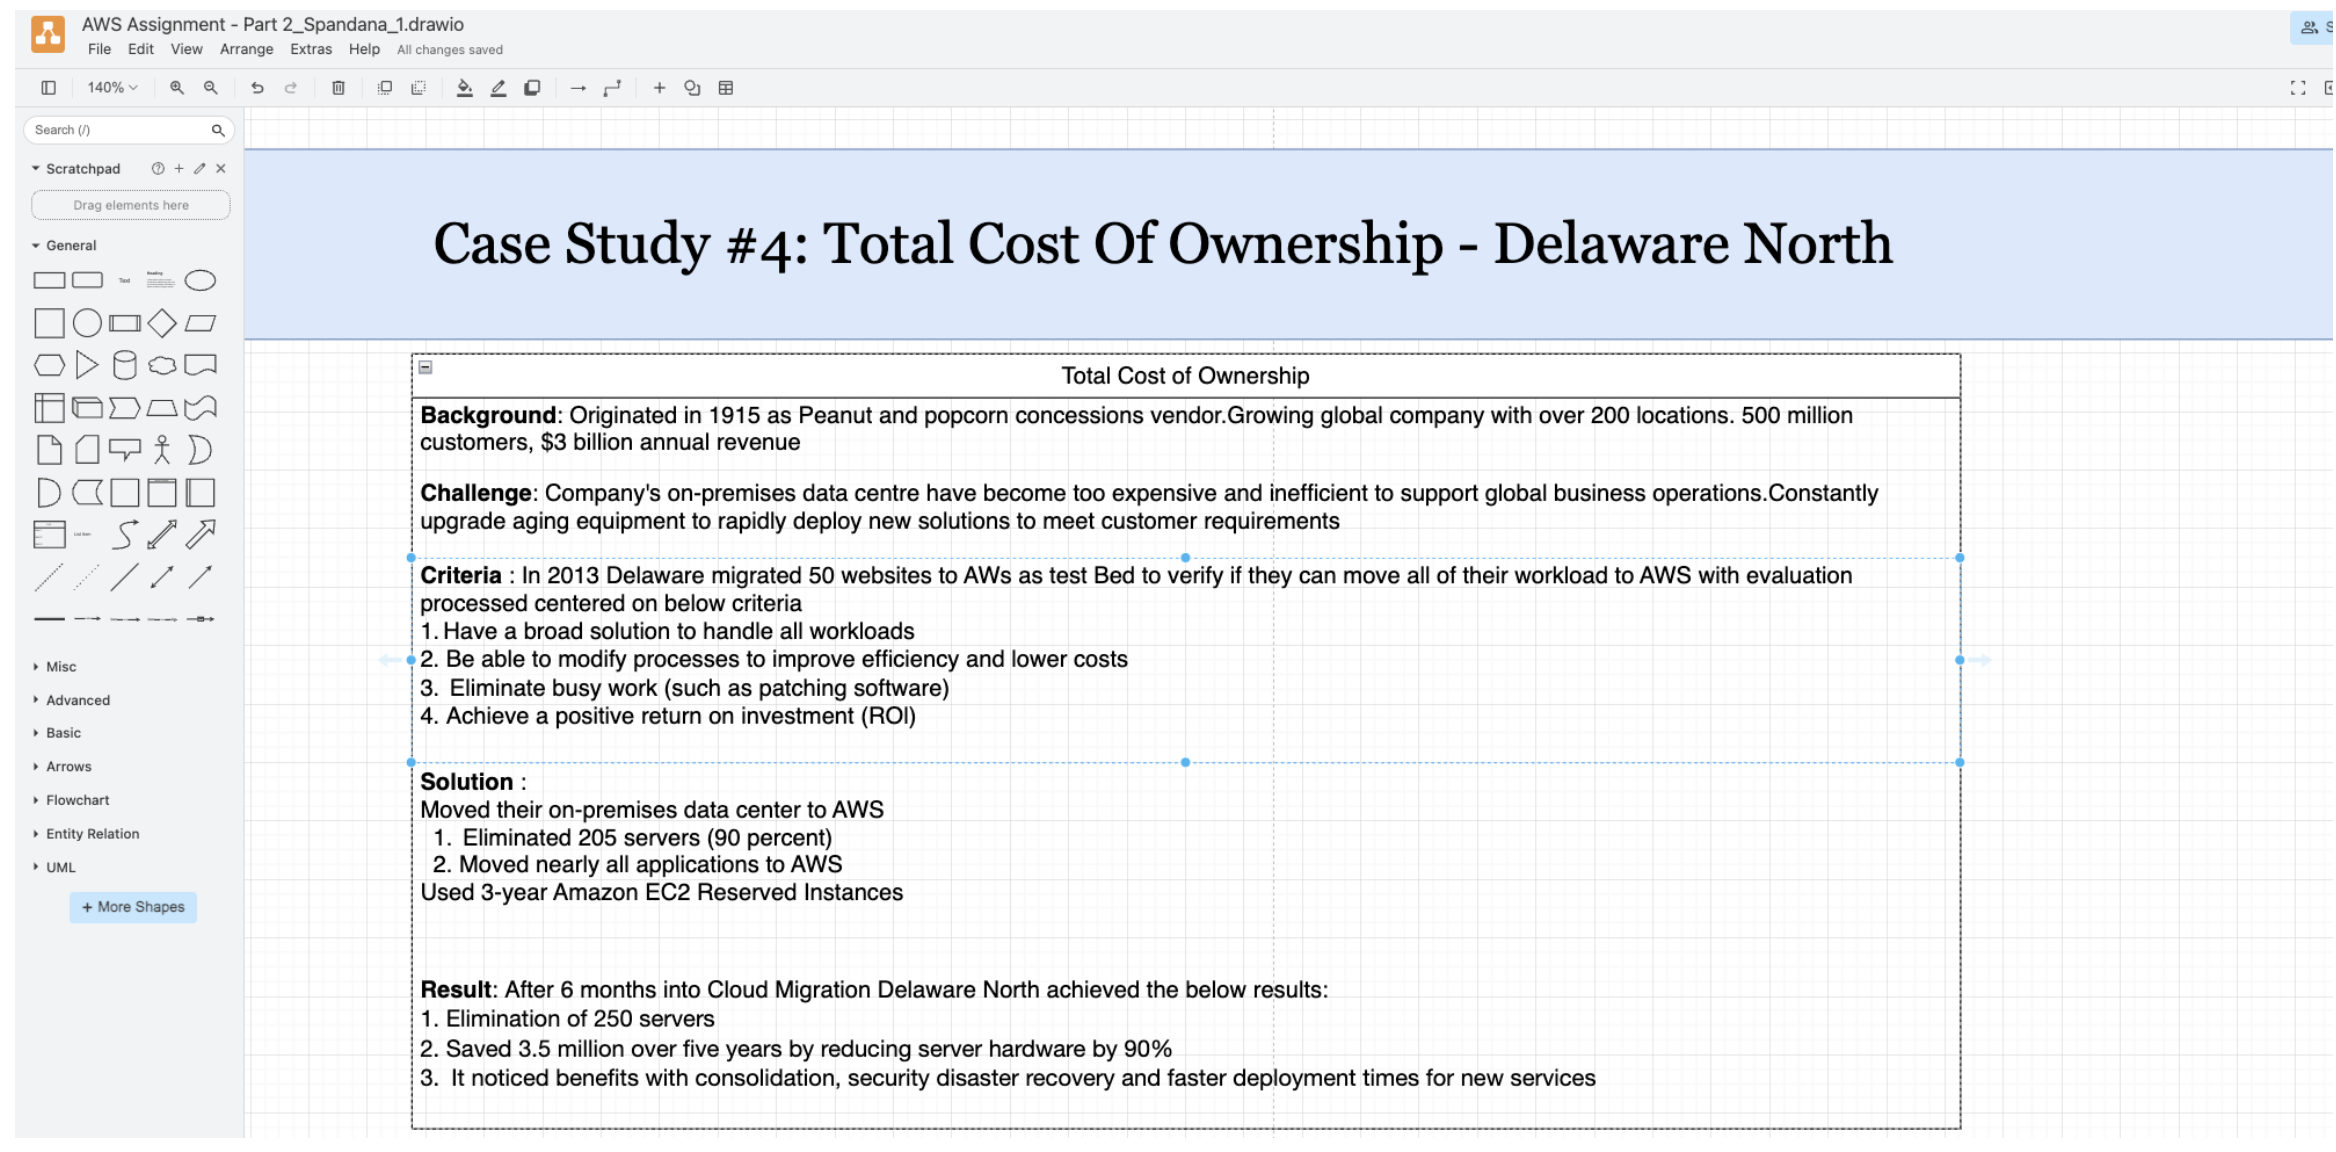 AWS Assignment - Part 2_Spandana_1.drawio
File Edit View Arrange Extras Help All changes saved
S
140%
Search (/)
Scratchpad
Drag elements here
General
Text
Heading
List Item
Misc
Advanced
Basic
Arrows
Flowchart
Entity Relation
UML
+ More Shapes
Case Study #4: Total Cost Of Ownership - Delaware North
Total Cost of Ownership
Background: Originated in 1915 as Peanut and popcorn concessions vendor.Growing global company with over 200 locations. 500 million
customers, $3 billion annual revenue
Challenge: Company's on-premises data centre have become too expensive and inefficient to support global business operations.Constantly
upgrade aging equipment to rapidly deploy new solutions to meet customer requirements
Criteria : In 2013 Delaware migrated 50 websites to AWs as test Bed to verify if they can move all of their workload to AWS with evaluation
processed centered on below criteria
1. Have a broad solution to handle all workloads
2. Be able to modify processes to improve efficiency and lower costs
3. Eliminate busy work (such as patching software)
4. Achieve a positive return on investment (ROI)
Solution :
Moved their on-premises data center to AWS
1. Eliminated 205 servers (90 percent)
2. Moved nearly all applications to AWS
Used 3-year Amazon EC2 Reserved Instances
Result: After 6 months into Cloud Migration Delaware North achieved the below results:
1. Elimination of 250 servers
2. Saved 3.5 million over five years by reducing server hardware by 90%
3. It noticed benefits with consolidation, security disaster recovery and faster deployment times for new services